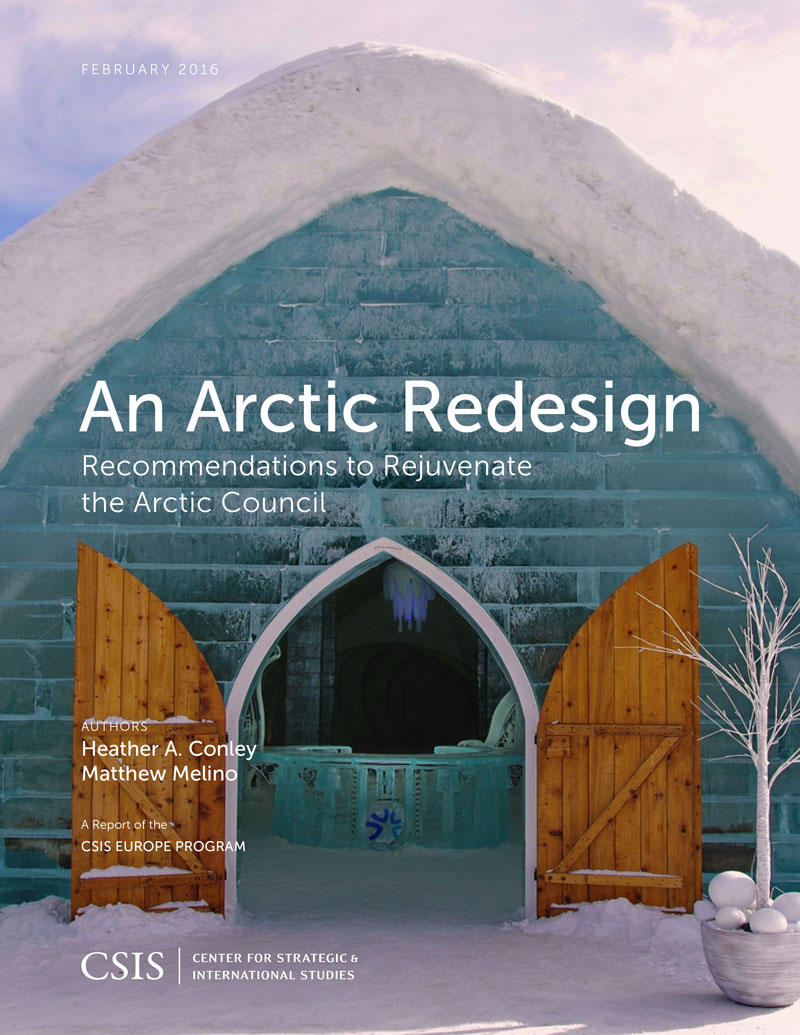 FEBRUARY 2016
An Arctic Redesign
Recommendations to Rejuvenate
the Arctic Council
AUTHORS
Heather A. Conley
Matthew Melino
A Report of the
CSIS EUROPE PROGRAM
CSIS | CENTER FOR STRATEGIC &
INTERNATIONAL STUDIES